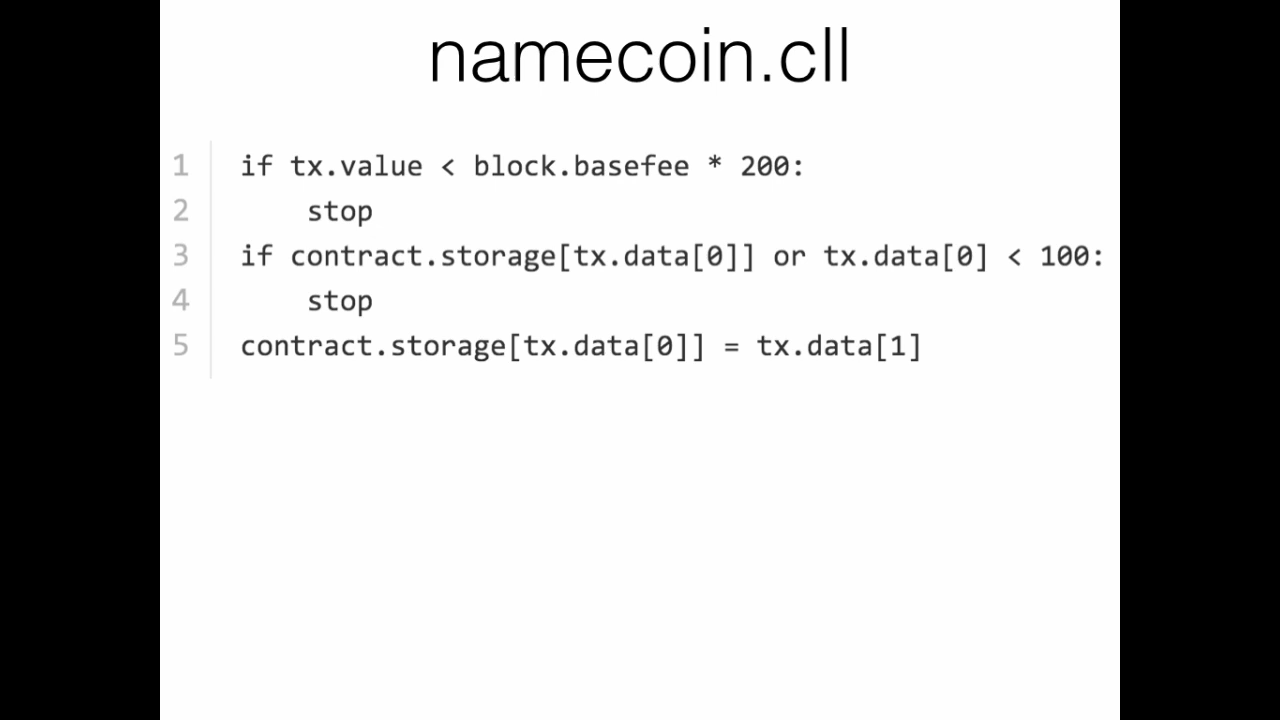 namecoin.cll
1 if tx.value < block.basefee * 200:
2 stop
3 if contract.storage[tx.data[0]] or tx.data[0] < 100:
4 stop
5 contract.storage[tx.data[0]] = tx.data[1]